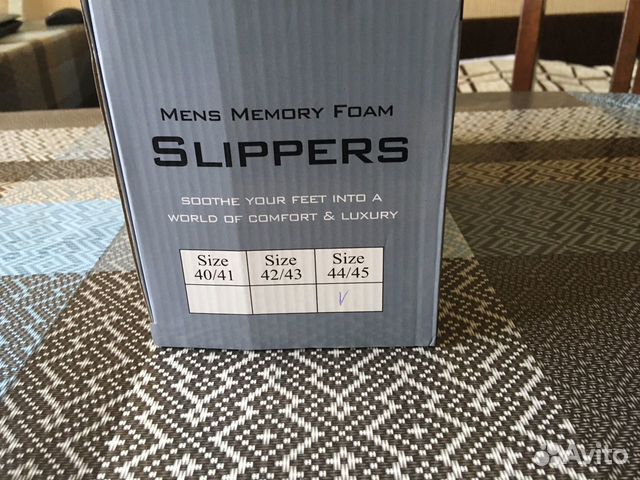 MENS MEMORY FOAM
SLIPPERS
SOOTHE YOUR FEET INTO A
WORLD OF COMFORT & LUXURY
Size 40/41 Size 42/43 Size 44/45
V
Avito